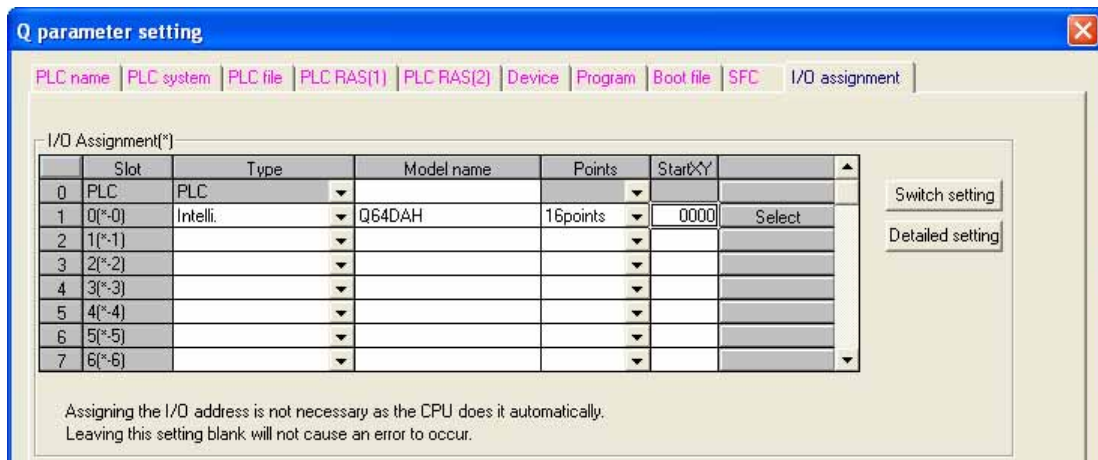 Q parameter setting
PLC name PLC system PLC file PLC RAS(1) PLC RAS(2) Device Program Boot file SFC I/O assignment
I/O Assignment(*)
Slot Type Model name Points StartXY
0 PLC PLC
1 0(*-0) Intelli. Q64DAH 16points 0000 Select
2 1(*-1)
3 2(*-2)
4 3(*-3)
5 4(*-4)
6 5(*-5)
7 6(*-6)
Switch setting
Detailed setting
Assigning the I/O address is not necessary as the CPU does it automatically.
Leaving this setting blank will not cause an error to occur.